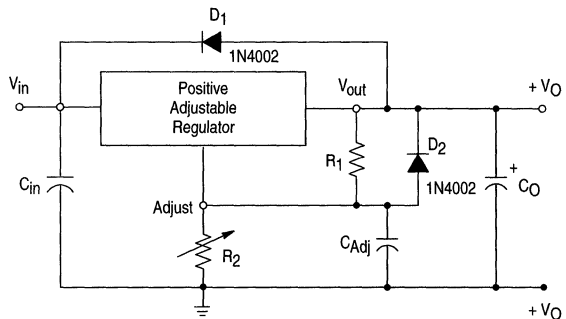 D1
1N4002
Vin
Positive
Adjustable
Regulator
Vout
+ VO
R1
D2
1N4002
+
CO
Cin
Adjust
R2
CAdj
+ VO